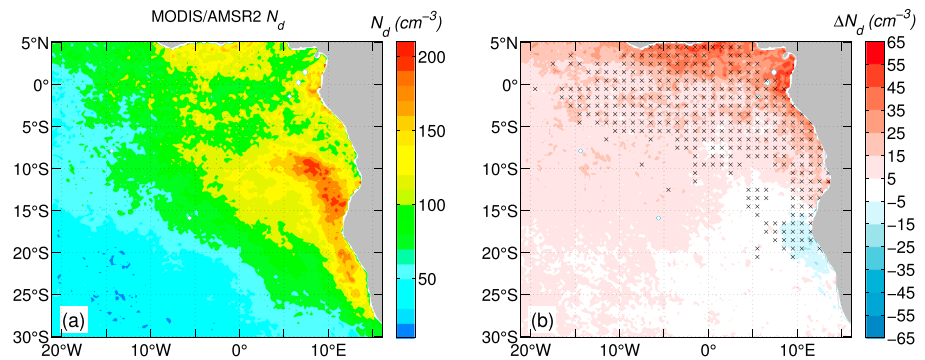 MODIS/AMSR2 N_d
N_d (cm⁻³)
5°N
0°
5°S
10°S
15°S
20°S
25°S
30°S
20°W
10°W
0°
10°E
(a)
200
150
100
50
ΔN_d (cm⁻³)
5°N
0°
5°S
10°S
15°S
20°S
25°S
30°S
20°W
10°W
0°
10°E
(b)
65
55
45
35
25
15
5
−5
−15
−25
−35
−45
−55
−65